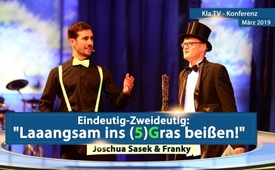 Kla.TV - Konferenz
März 2019
Eindeutig-Zweideutig:
"Laaangsam ins (5)Gras beißen!"
Joschua Sasek & Franky